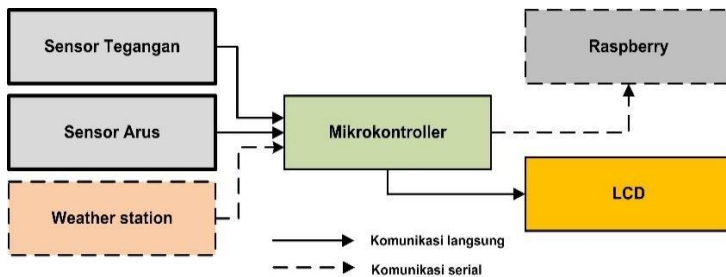 Sensor Tegangan
Sensor Arus
Weather station
Mikrokontroller
Raspberry
LCD
Komunikasi langsung
Komunikasi serial